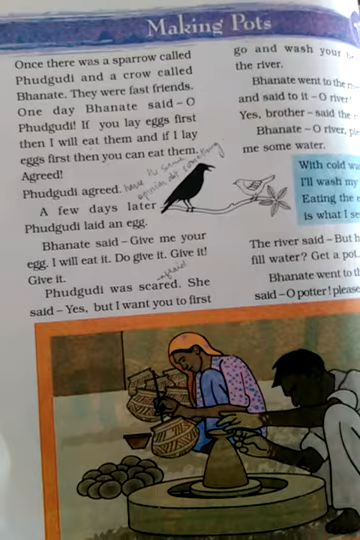 Making Pots
Once there was a sparrow called
Phudgudi and a crow called
Bhanate. They were fast friends.
One day Bhanate said – O
Phudgudi! If you lay eggs first
then I will eat them and if I lay
eggs first then you can eat them.
Agreed!
Phudgudi agreed.
A few days later
Phudgudi laid an egg.
Bhanate said – Give me your
egg. I will eat it. Do give it. Give it!
Give it.
Phudgudi was scared. She
said – Yes, but I want you to first
go and wash your
the river.
Bhanate went to the
and said to it – O river!
Yes, brother – said the
Bhanate – O river,
me some water.
With cold
I'll wash my
Eating the
is what I
The river said – But
fill water? Get a pot.
Bhanate went to
said – O potter! please